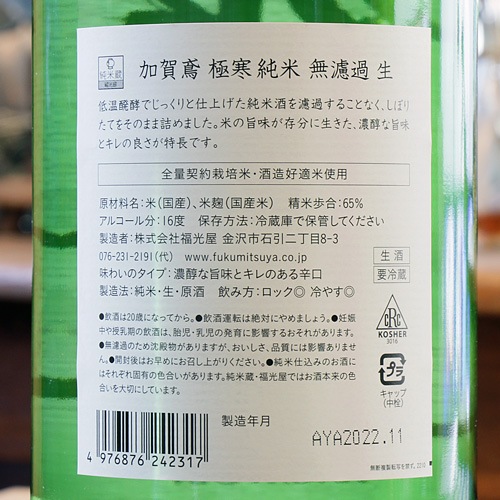 加賀鳶 極寒 純米 無濾過 生
純米蔵
福光屋
低温醗酵でじっくりと仕上げた純米酒を濾過することなく、しぼり
たてをそのまま詰めました。米の旨味が存分に生きた、濃醇な旨味
とキレの良さが特長です。
全量契約栽培米・酒造好適米使用
原材料名：米（国産）、米麹（国産米） 精米歩合：65%
アルコール分：16度 保存方法：冷蔵庫で保管してください
製造者：株式会社福光屋 金沢市石引二丁目8-3
076-231-2191（代） www.fukumitsuya.co.jp
味わいのタイプ：濃醇な旨味とキレのある辛口
製造法：純米・生・原酒 飲み方：ロック◎ 冷やす◎
生酒
要冷蔵
●飲酒は20歳になってから。●飲酒運転は絶対にやめましょう。●妊娠
中や授乳期の飲酒は、胎児・乳児の発育に影響するおそれがあります。
●無濾過のため沈殿物がありますが、おいしさ、品質には影響ありませ
ん。●開封後はお早めにお召し上がりください。●純米仕込みのお酒に
はそれぞれ固有の色合いがあります。純米蔵・福光屋ではお酒本来の色
合いを大切にしています。
CRC
KOSHER
3016
プラ
キャップ
（中栓）
製造年月
AYA2022.11
4 976876 242317
無断複製転写を禁ず。